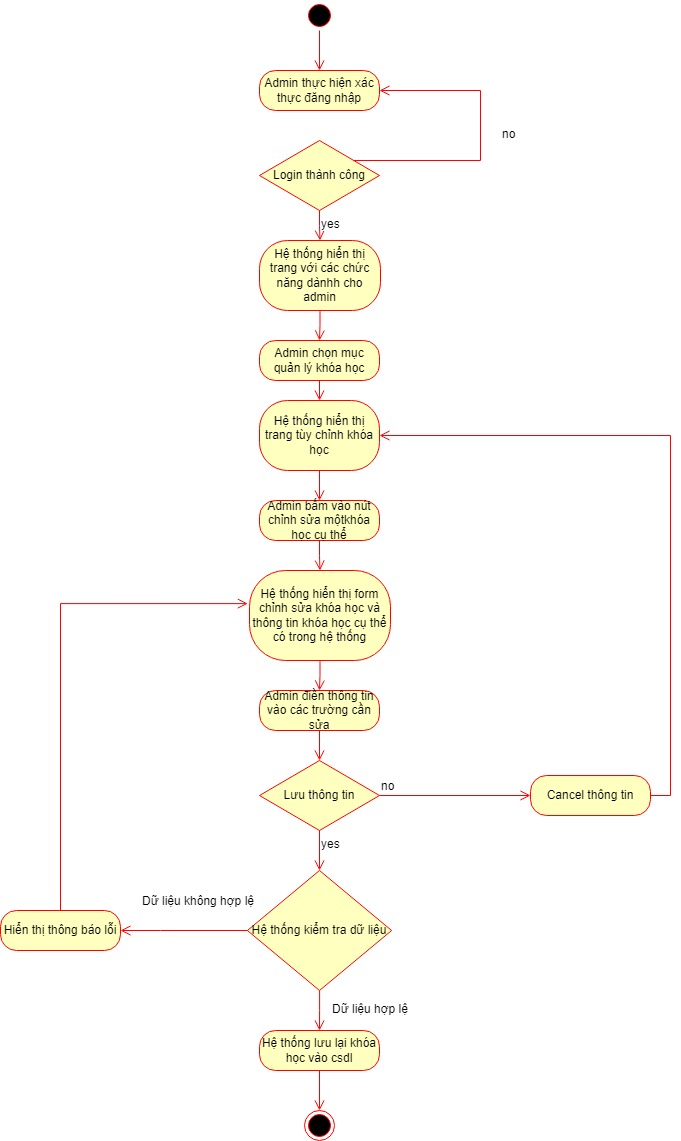 Admin thực hiện xác
thực đăng nhập
no
Login thành công
yes
Hệ thống hiển thị
trang với các chức
năng dànhh cho
admin
Admin chọn mục
quản lý khóa học
Hệ thống hiển thị
trang tùy chỉnh khóa
học
Admin bấm vào nút
chỉnh sửa mộtkhóa
học cụ thể
Hệ thống hiển thị form
chỉnh sửa khóa học và
thông tin khóa học cụ thể
có trong hệ thống
Admin điền thông tin
vào các trường cần
sửa
Lưu thông tin
no
Cancel thông tin
yes
Dữ liệu không hợp lệ
Hiển thị thông báo lỗi
Hệ thống kiểm tra dữ liệu
Dữ liệu hợp lệ
Hệ thống lưu lại khóa
học vào csdl